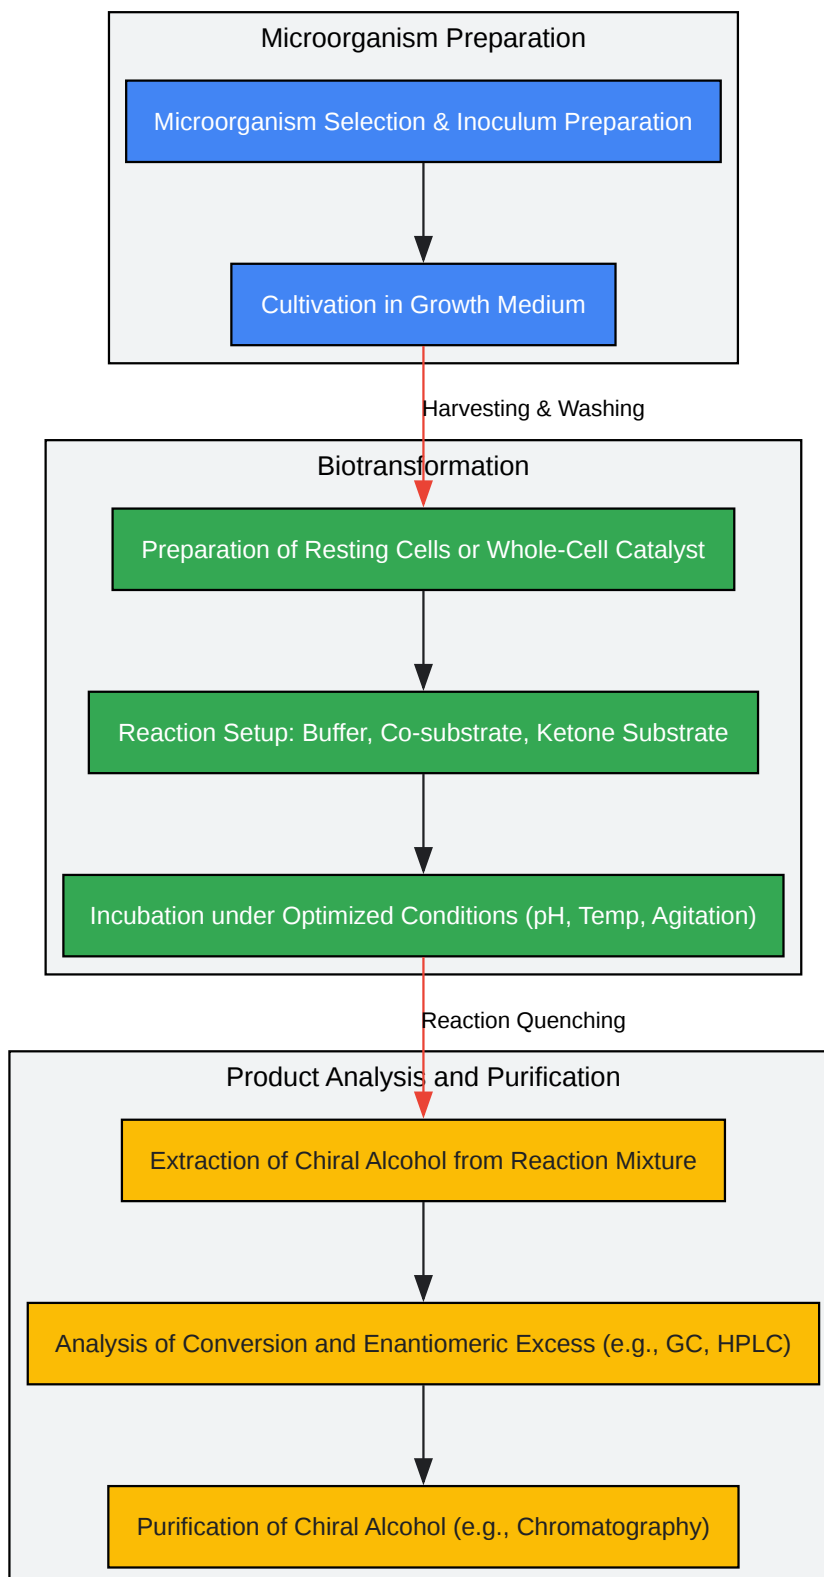 Microorganism Preparation
Microorganism Selection & Inoculum Preparation
Cultivation in Growth Medium
Harvesting & Washing
Biotransformation
Preparation of Resting Cells or Whole-Cell Catalyst
Reaction Setup: Buffer, Co-substrate, Ketone Substrate
Incubation under Optimized Conditions (pH, Temp, Agitation)
Reaction Quenching
Product Analysis and Purification
Extraction of Chiral Alcohol from Reaction Mixture
Analysis of Conversion and Enantiomeric Excess (e.g., GC, HPLC)
Purification of Chiral Alcohol (e.g., Chromatography)